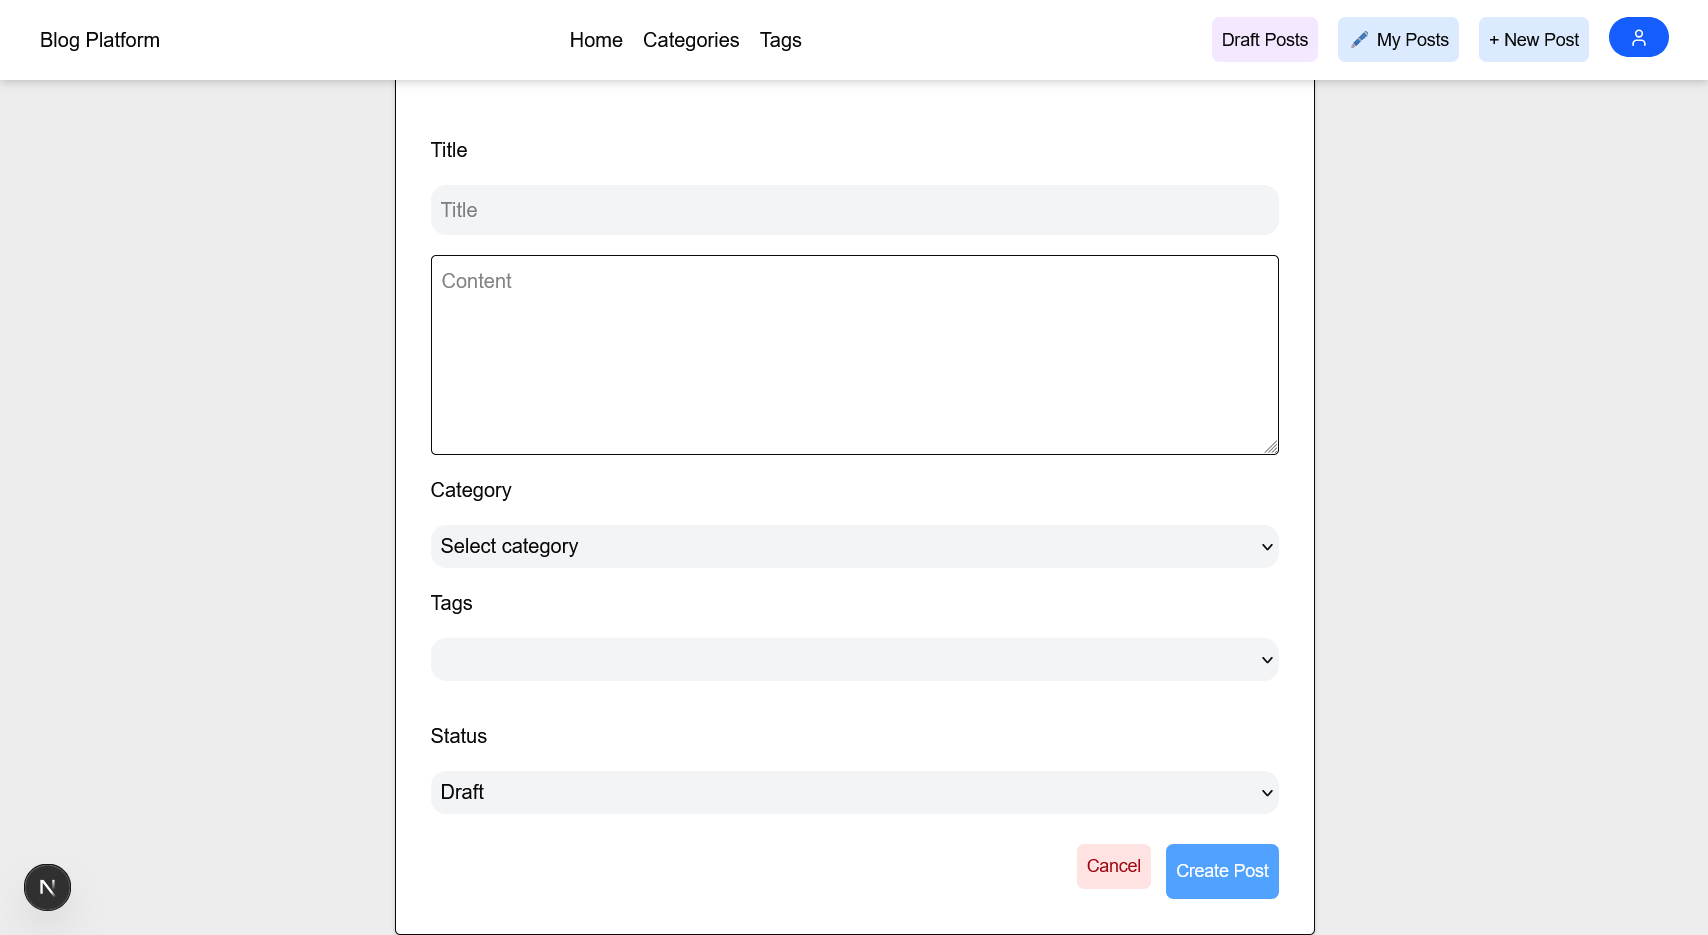 Blog Platform
Home Categories Tags
Draft Posts My Posts + New Post
Title
Title
Content
Category
Select category
Tags
Status
Draft
Cancel Create Post
N